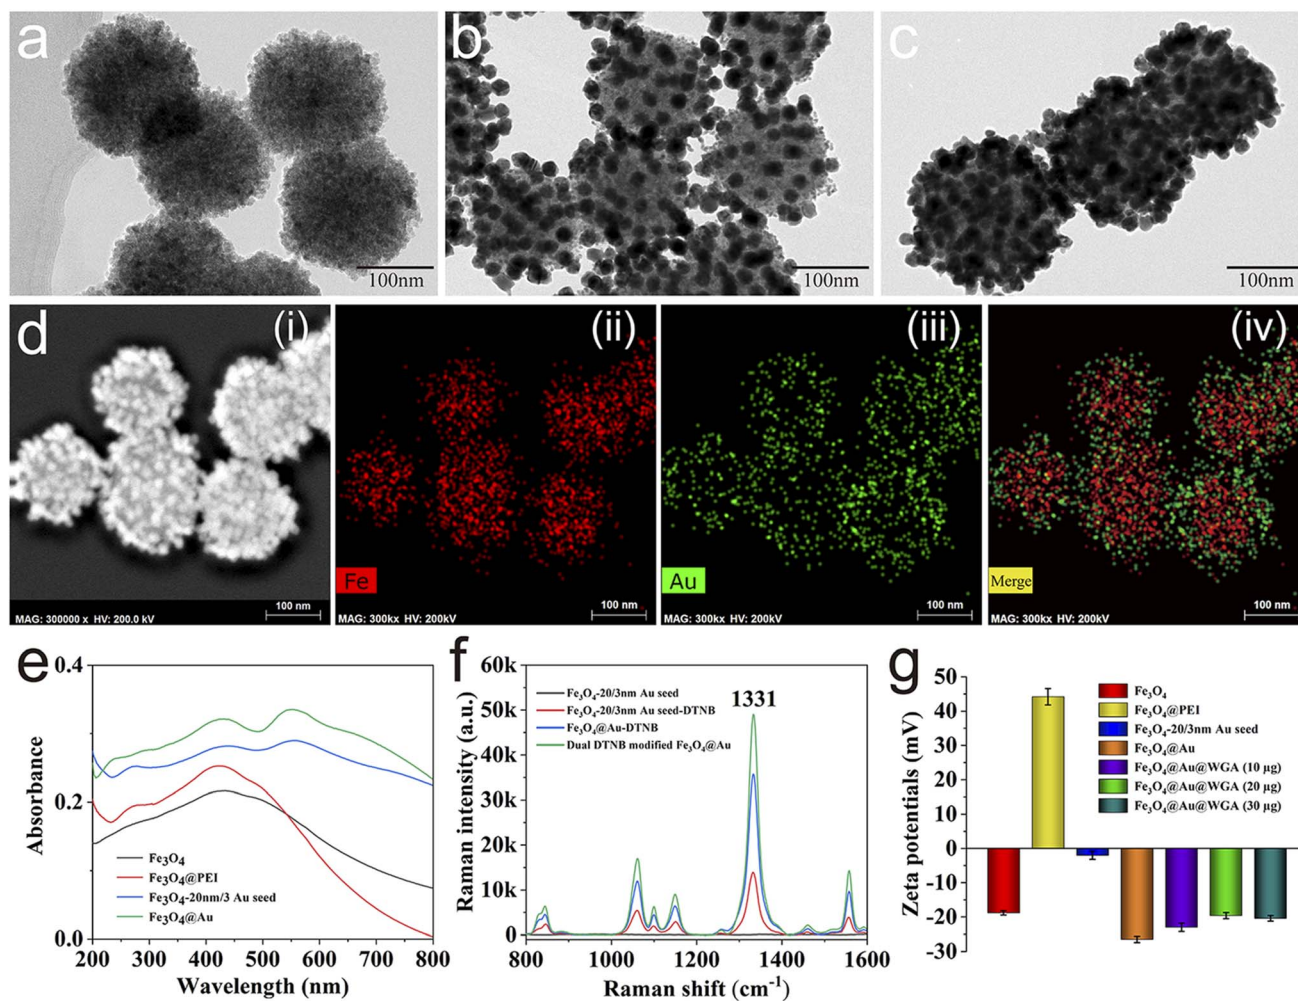 a
100nm
b
100nm
c
100nm
d
(i)
MAG: 300000 x HV: 200.0 kV
100 nm
(ii)
Fe
MAG: 300kx HV: 200kV
100 nm
(iii)
Au
MAG: 300kx HV: 200kV
100 nm
(iv)
Merge
MAG: 300kx HV: 200kV
100 nm
e
0.4
0.2
0.0
Absorbance
Fe₃O₄
Fe₃O₄@PEI
Fe₃O₄-20nm/3 Au seed
Fe₃O₄@Au
200 300 400 500 600 700 800
Wavelength (nm)
f
60k
50k
40k
30k
20k
10k
0
Raman intensity (a.u.)
1331
Fe₃O₄-20/3nm Au seed
Fe₃O₄-20/3nm Au seed-DTNB
Fe₃O₄@Au-DTNB
Dual DTNB modified Fe₃O₄@Au
800 1000 1200 1400 1600
Raman shift (cm⁻¹)
g
50
40
30
20
10
0
-10
-20
-30
Zeta potentials (mV)
Fe₃O₄
Fe₃O₄@PEI
Fe₃O₄-20/3nm Au seed
Fe₃O₄@Au
Fe₃O₄@Au@WGA (10 µg)
Fe₃O₄@Au@WGA (20 µg)
Fe₃O₄@Au@WGA (30 µg)